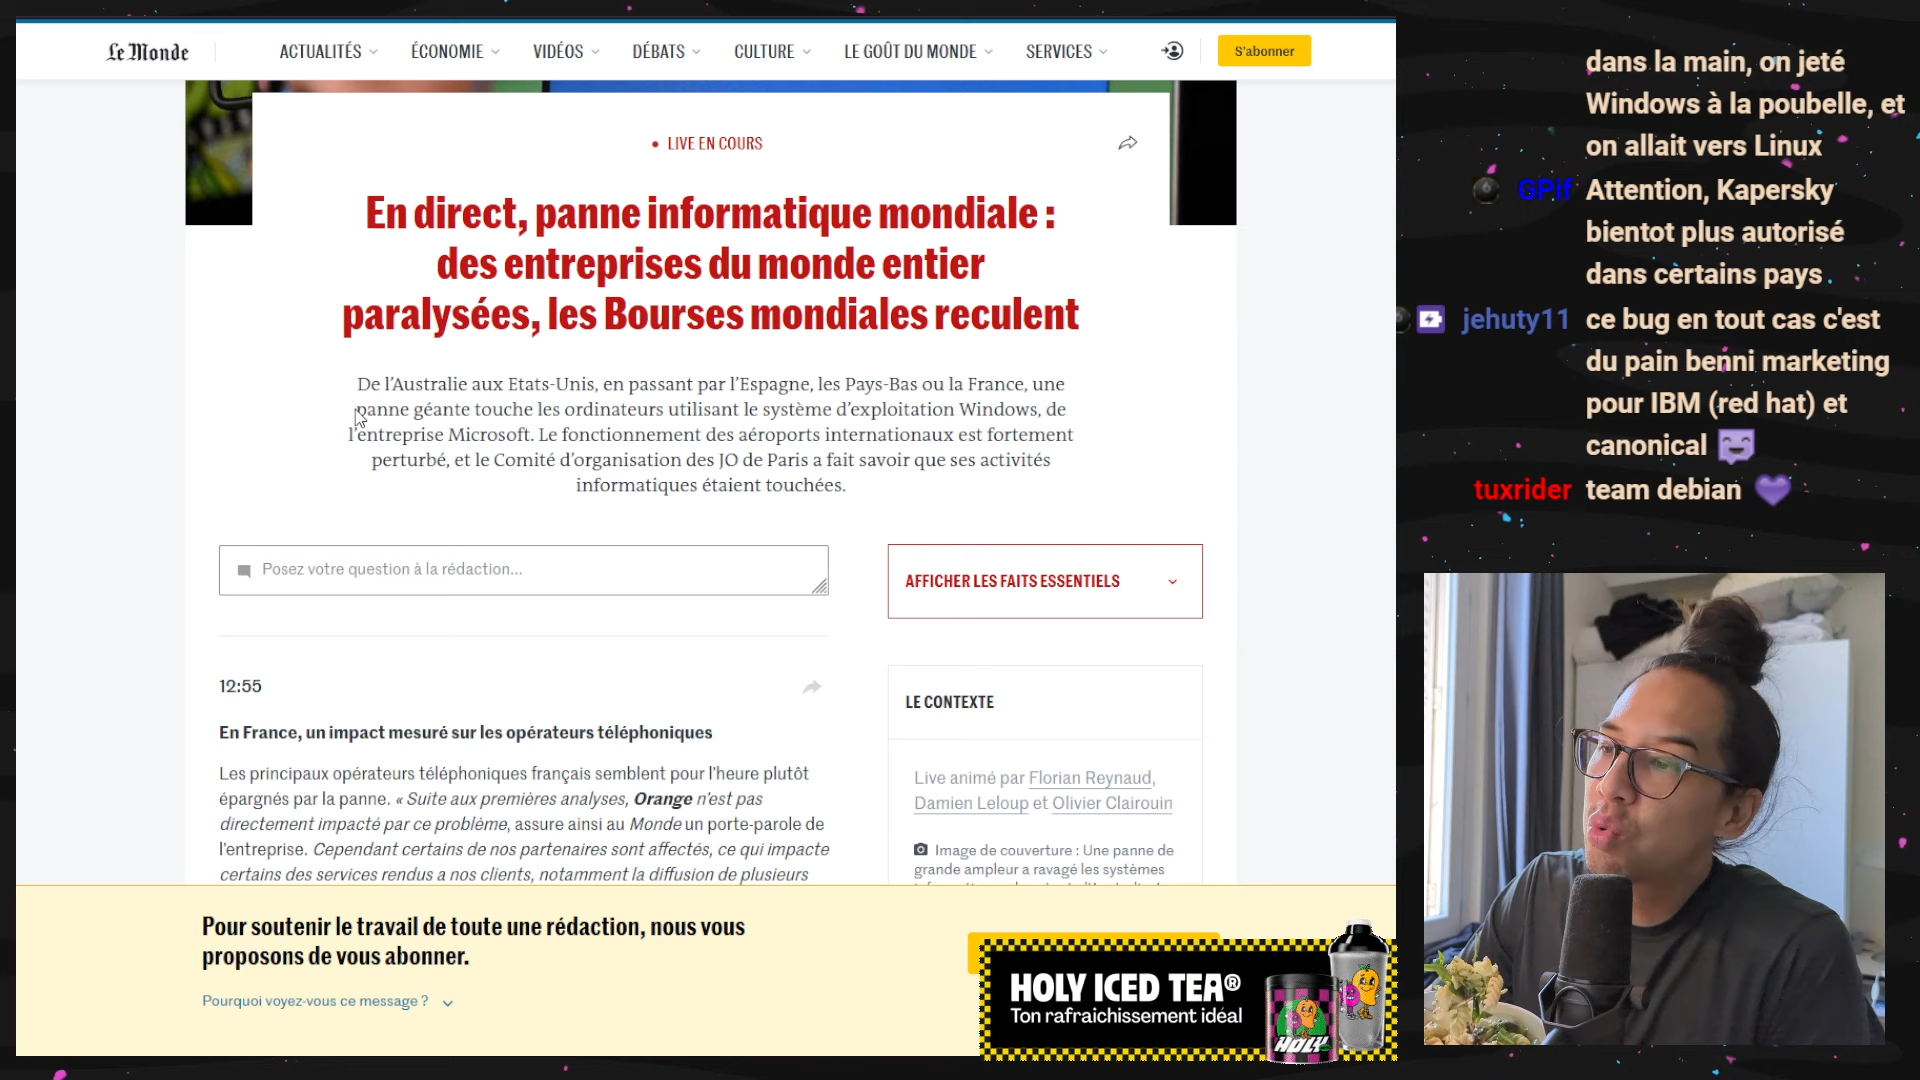 Le Monde
ACTUALITÉS
ÉCONOMIE
VIDÉOS
DÉBATS
CULTURE
LE GOÛT DU MONDE
SERVICES
S'abonner
• LIVE EN COURS
En direct, panne informatique mondiale :
des entreprises du monde entier
paralysées, les Bourses mondiales reculent
De l'Australie aux Etats-Unis, en passant par l'Espagne, les Pays-Bas ou la France, une
panne géante touche les ordinateurs utilisant le système d'exploitation Windows, de
l'entreprise Microsoft. Le fonctionnement des aéroports internationaux est fortement
perturbé, et le Comité d'organisation des JO de Paris a fait savoir que ses activités
informatiques étaient touchées.
Posez votre question à la rédaction...
AFFICHER LES FAITS ESSENTIELS
12:55
En France, un impact mesuré sur les opérateurs téléphoniques
Les principaux opérateurs téléphoniques français semblent pour l'heure plutôt
épargnés par la panne. « Suite aux premières analyses, Orange n'est pas
directement impacté par ce problème, assure ainsi au Monde un porte-parole de
l'entreprise. Cependant certains de nos partenaires sont affectés, ce qui impacte
certains des services rendus a nos clients, notamment la diffusion de plusieurs
LE CONTEXTE
Live animé par Florian Reynaud,
Damien Leloup et Olivier Clairouin
Image de couverture : Une panne de
grande ampleur a ravagé les systèmes
Pour soutenir le travail de toute une rédaction, nous vous
proposons de vous abonner.
Pourquoi voyez-vous ce message ?
HOLY ICED TEA®
Ton rafraichissement idéal
HOLY
dans la main, on jeté
Windows à la poubelle, et
on allait vers Linux
GPif Attention, Kapersky
bientot plus autorisé
dans certains pays
jehuty11 ce bug en tout cas c'est
du pain benni marketing
pour IBM (red hat) et
canonical
tuxrider team debian